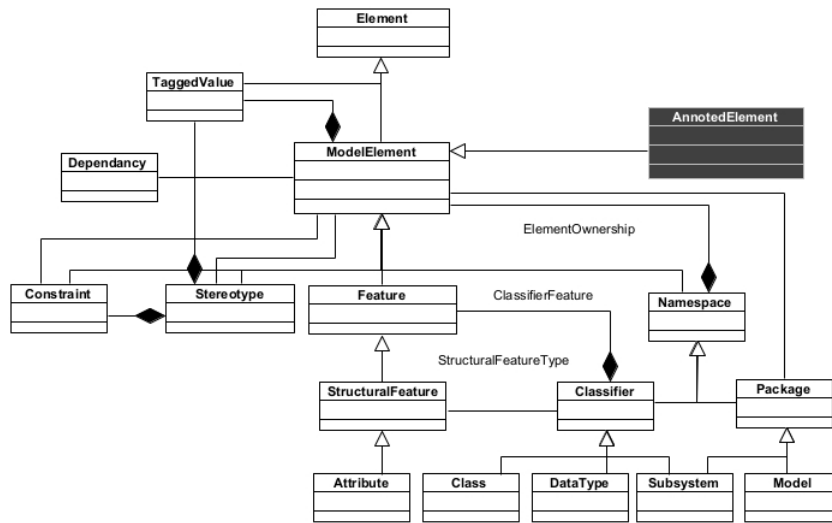 Element
TaggedValue
AnnotedElement
ModelElement
Dependancy
ElementOwnership
Constraint
Stereotype
Feature
ClassifierFeature
Namespace
StructuralFeatureType
StructuralFeature
Classifier
Package
Attribute
Class
DataType
Subsystem
Model